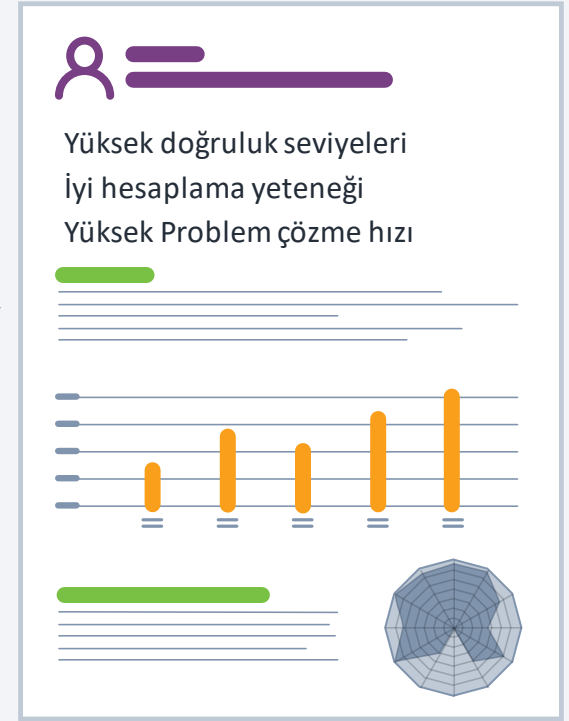 Yüksek doğruluk seviyeleri
İyi hesaplama yeteneği
Yüksek Problem çözme hızı